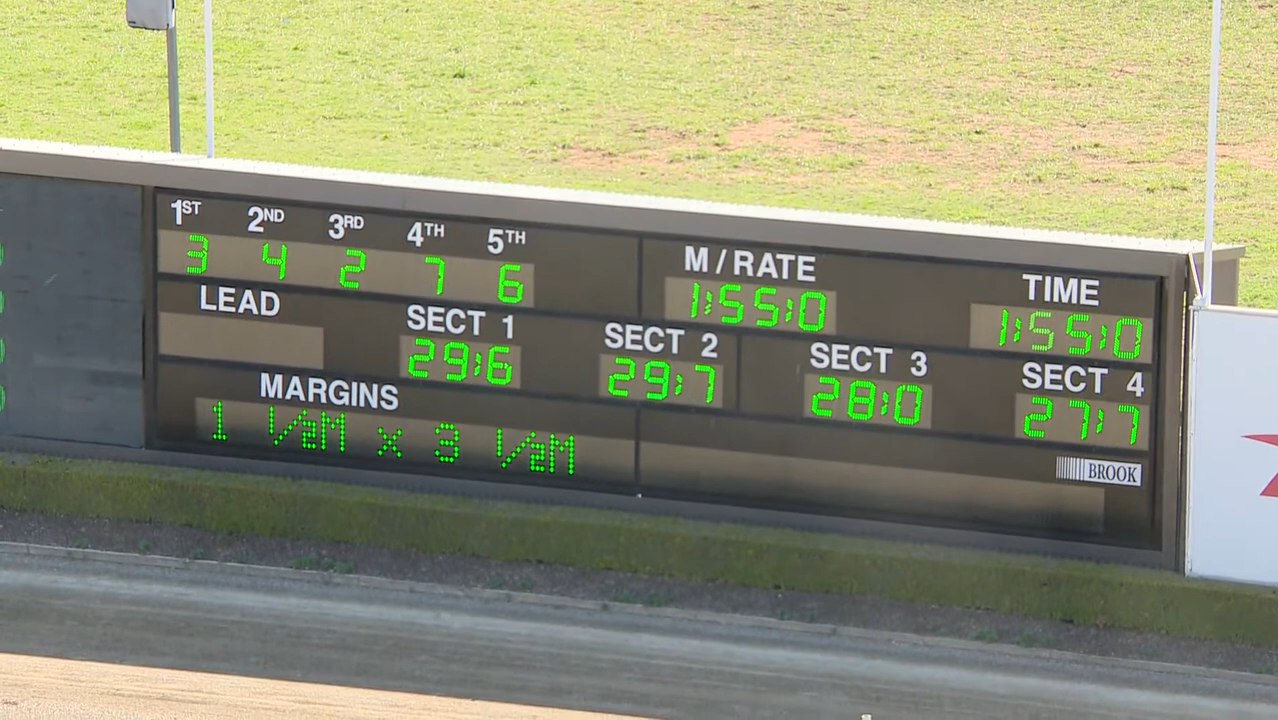 1ST 2ND 3RD 4TH 5TH
3 4 2 7 6
M / RATE
1:55:0
TIME
1:55:0
LEAD
SECT 1
29:6
SECT 2
29:7
SECT 3
28:0
SECT 4
27:7
MARGINS
1 1/2M x 3 1/2M
BROOK